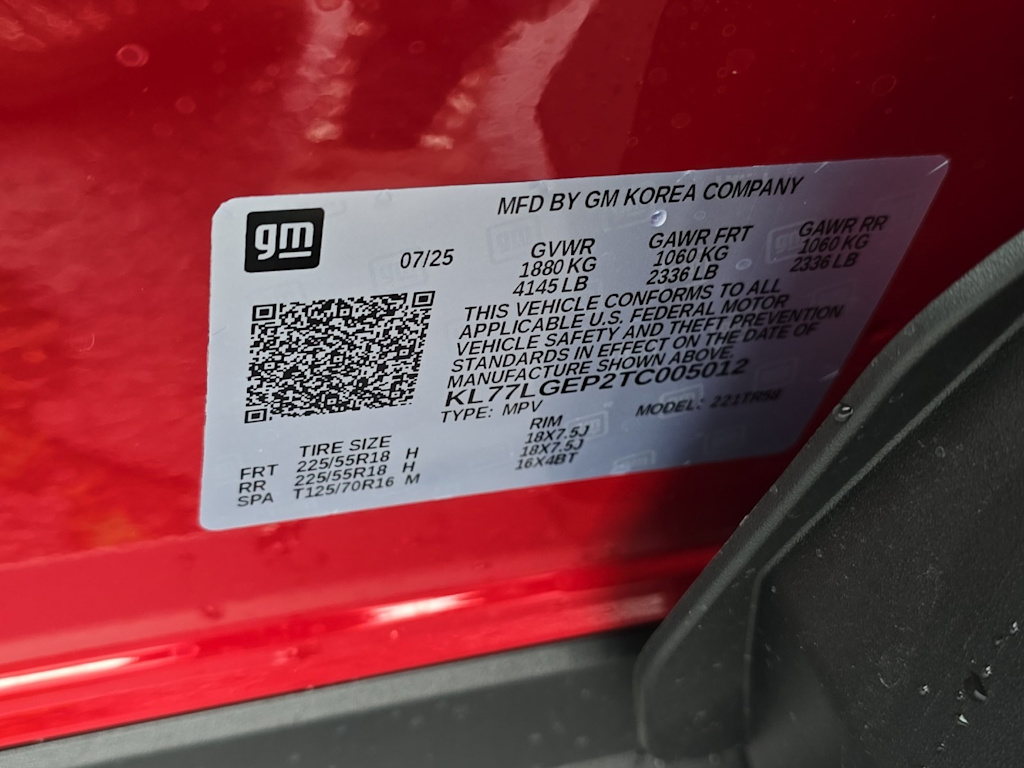 MFD BY GM KOREA COMPANY
gm
07/25
GVWR GAWR FRT GAWR RR
1880 KG 1060 KG 1060 KG
4145 LB 2336 LB 2336 LB
THIS VEHICLE CONFORMS TO ALL
APPLICABLE U.S. FEDERAL MOTOR
VEHICLE SAFETY AND THEFT PREVENTION
STANDARDS IN EFFECT ON THE DATE OF
MANUFACTURE SHOWN ABOVE.
KL77LGEP2TC005012
TYPE: MPV MODEL: 221TR58
TIRE SIZE RIM
FRT 225/55R18 H 18X7.5J
RR 225/55R18 H 18X7.5J
SPA T125/70R16 M 16X4BT